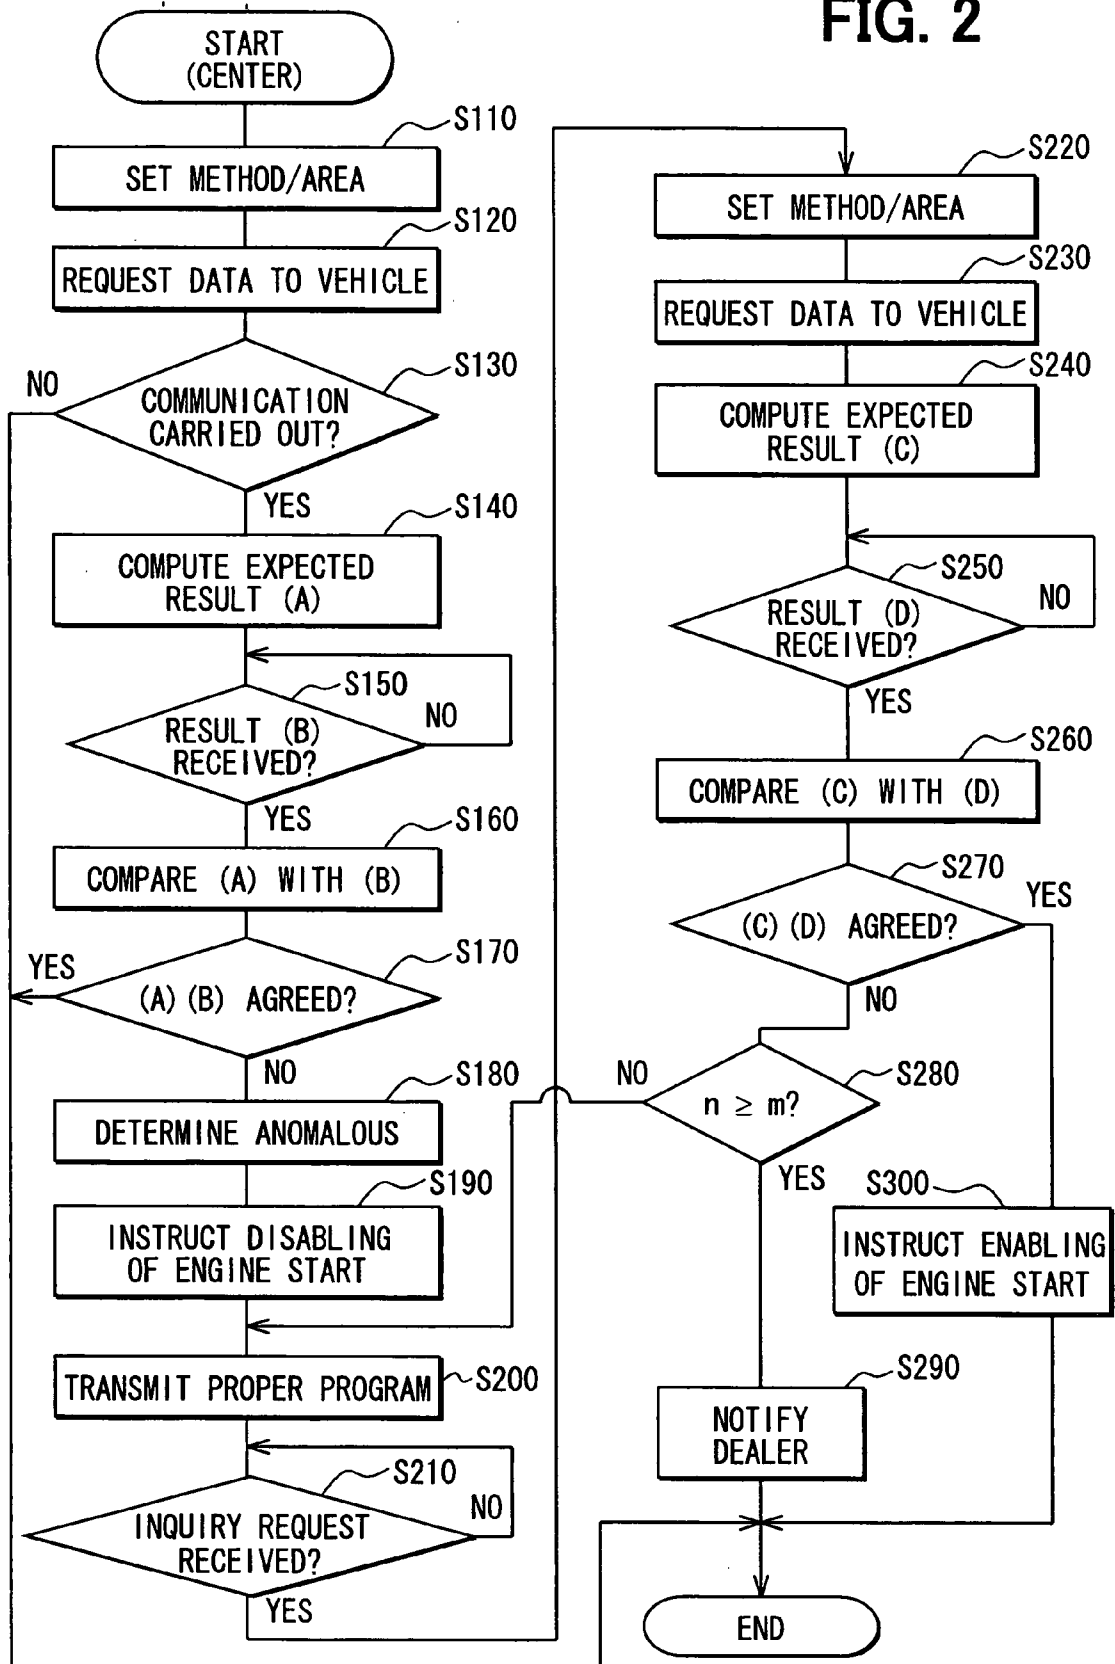 FIG. 2
START
(CENTER)
S110
SET METHOD/AREA
S120
REQUEST DATA TO VEHICLE
S130
NO
COMMUNICATION
CARRIED OUT?
YES
S140
COMPUTE EXPECTED
RESULT (A)
S150
NO
RESULT (B)
RECEIVED?
YES
S160
COMPARE (A) WITH (B)
S170
YES
(A) (B) AGREED?
NO
S180
DETERMINE ANOMALOUS
S190
INSTRUCT DISABLING
OF ENGINE START
TRANSMIT PROPER PROGRAM
S200
S210
NO
INQUIRY REQUEST
RECEIVED?
YES
S220
SET METHOD/AREA
S230
REQUEST DATA TO VEHICLE
S240
COMPUTE EXPECTED
RESULT (C)
S250
NO
RESULT (D)
RECEIVED?
YES
S260
COMPARE (C) WITH (D)
S270
YES
(C) (D) AGREED?
NO
S280
NO
n ≥ m?
YES
S300
INSTRUCT ENABLING
OF ENGINE START
S290
NOTIFY
DEALER
END